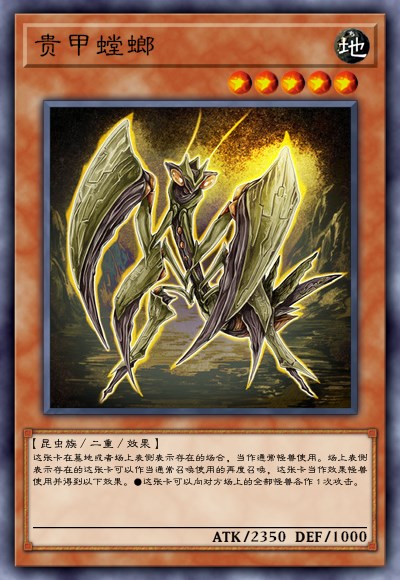 贵甲螳螂
地
【昆虫族／二重／效果】
这张卡在墓地或者场上表侧表示存在的场合，当作通常怪兽使用。场上表侧
表示存在的这张卡可以作当通常召唤使用的再度召唤，这张卡当作效果怪兽
使用并得到以下效果。●这张卡可以向对方场上的全部怪兽各作1次攻击。
ATK/2350 DEF/1000